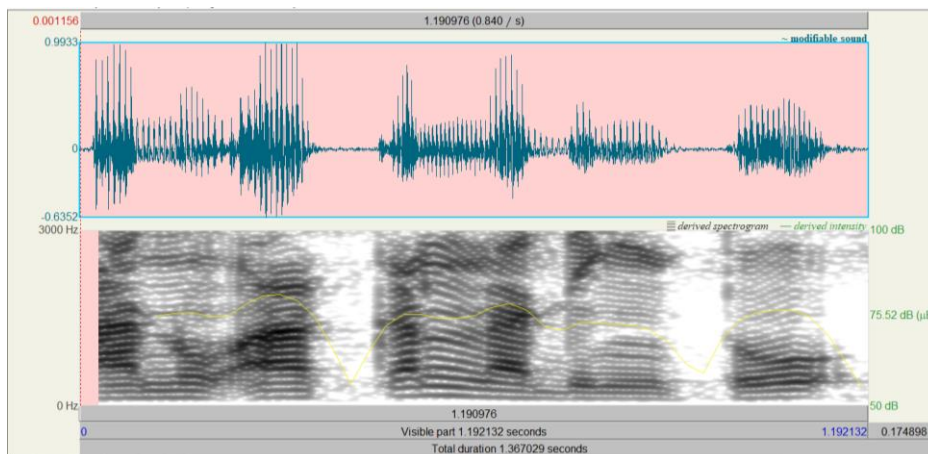 0.001156 1.190976 (0.840 / s)
0.9933 ~ modifiable sound
0
-0.6352
3000 Hz derived spectrogram derived intensity 100 dB
75.52 dB (µ
0 Hz 50 dB
1.190976
0 Visible part 1.192132 seconds 1.192132 0.174898
Total duration 1.367029 seconds